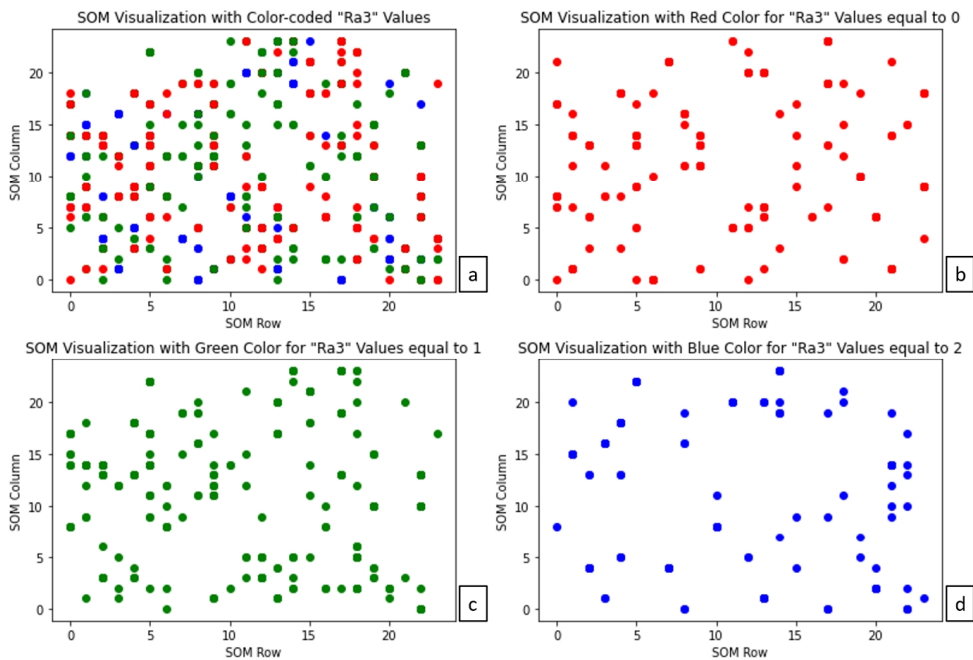 SOM Visualization with Color-coded "Ra3" Values
20
15
10
5
0
SOM Column
0 5 10 15 20
SOM Row
a
SOM Visualization with Red Color for "Ra3" Values equal to 0
20
15
10
5
0
SOM Column
0 5 10 15 20
SOM Row
b
SOM Visualization with Green Color for "Ra3" Values equal to 1
20
15
10
5
0
SOM Column
0 5 10 15 20
SOM Row
c
SOM Visualization with Blue Color for "Ra3" Values equal to 2
20
15
10
5
0
SOM Column
0 5 10 15 20
SOM Row
d